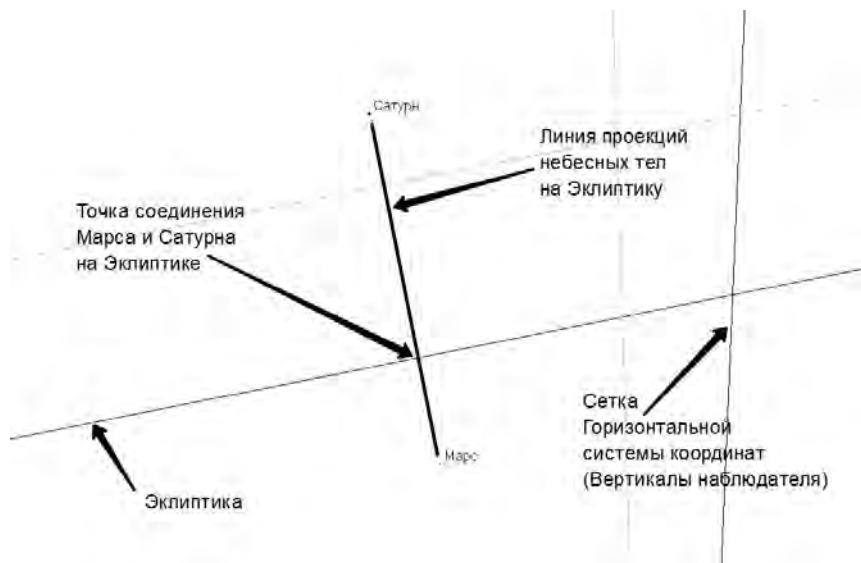 Сатурн
Линия проекций
небесных тел
на Эклиптику
Точка соединения
Марса и Сатурна
на Эклиптике
Сетка
Горизонтальной
системы координат
(Вертикалы наблюдателя)
Марс
Эклиптика